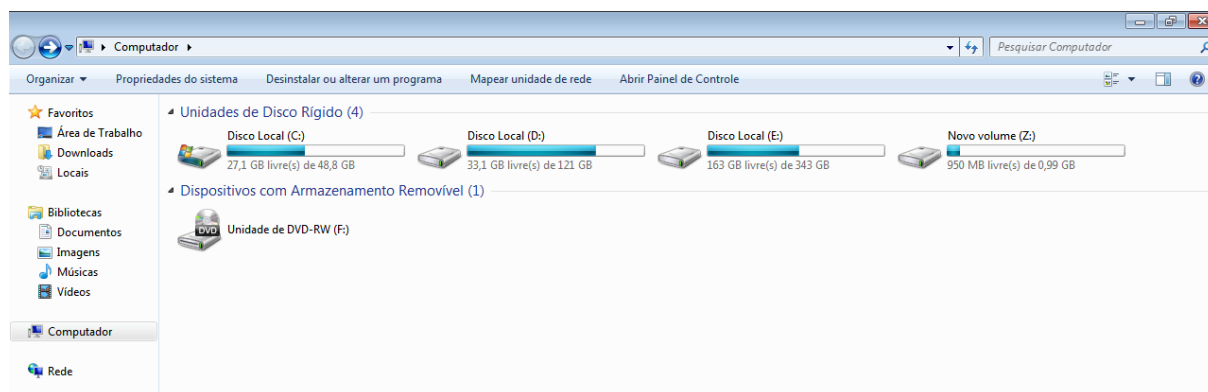 Computador
Pesquisar Computador
Organizar Propriedades do sistema Desinstalar ou alterar um programa Mapear unidade de rede Abrir Painel de Controle
Favoritos
Área de Trabalho
Downloads
Locais
Bibliotecas
Documentos
Imagens
Músicas
Vídeos
Computador
Rede
Unidades de Disco Rígido (4)
Disco Local (C:)
27,1 GB livre(s) de 48,8 GB
Disco Local (D:)
33,1 GB livre(s) de 121 GB
Disco Local (E:)
163 GB livre(s) de 343 GB
Novo volume (Z:)
950 MB livre(s) de 0,99 GB
Dispositivos com Armazenamento Removível (1)
DVD
Unidade de DVD-RW (F:)